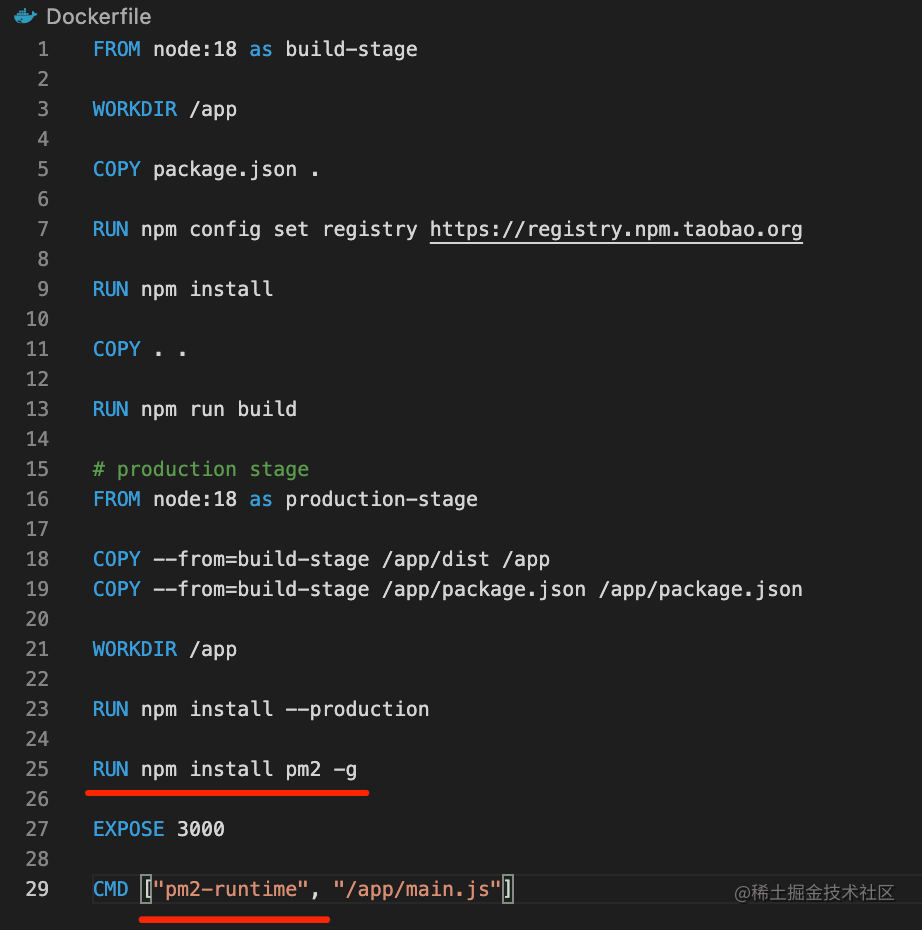 Dockerfile
1 FROM node:18 as build-stage
2
3 WORKDIR /app
4
5 COPY package.json .
6
7 RUN npm config set registry https://registry.npm.taobao.org
8
9 RUN npm install
10
11 COPY . .
12
13 RUN npm run build
14
15 # production stage
16 FROM node:18 as production-stage
17
18 COPY --from=build-stage /app/dist /app
19 COPY --from=build-stage /app/package.json /app/package.json
20
21 WORKDIR /app
22
23 RUN npm install --production
24
25 RUN npm install pm2 -g
26
27 EXPOSE 3000
28
29 CMD ["pm2-runtime", "/app/main.js"]
@稀土掘金技术社区